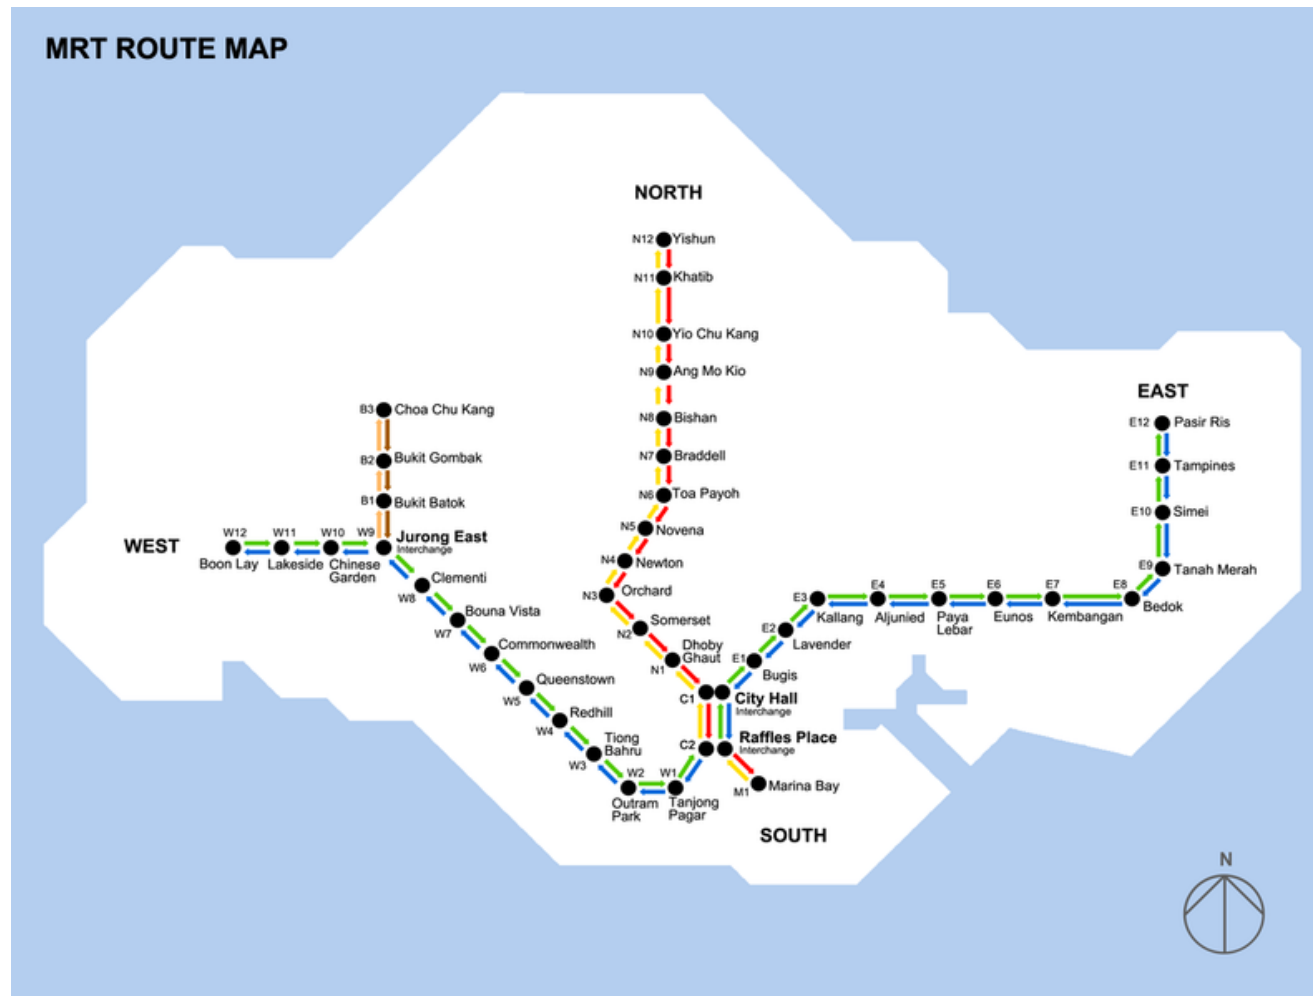 MRT ROUTE MAP
NORTH
N12
Yishun
N11
Khatib
N10
Yio Chu Kang
N9
Ang Mo Kio
N8
Bishan
N7
Braddell
N6
Toa Payoh
N5
Novena
N4
Newton
N3
Orchard
N2
Somerset
N1
Dhoby
Ghaut
B3
Choa Chu Kang
B2
Bukit Gombak
B1
Bukit Batok
WEST
W12
Boon Lay
W11
Lakeside
W10
Chinese
Garden
W9
Jurong East
Interchange
W8
Clementi
W7
Bouna Vista
W6
Commonwealth
W5
Queenstown
W4
Redhill
W3
Tiong
Bahru
W2
Outram
Park
W1
Tanjong
Pagar
C1
City Hall
Interchange
C2
Raffles Place
Interchange
M1
Marina Bay
SOUTH
EAST
E12
Pasir Ris
E11
Tampines
E10
Simei
E9
Tanah Merah
E8
Bedok
E7
Kembangan
E6
Eunos
E5
Paya
Lebar
E4
Aljunied
E3
Kallang
E2
Lavender
E1
Bugis
N